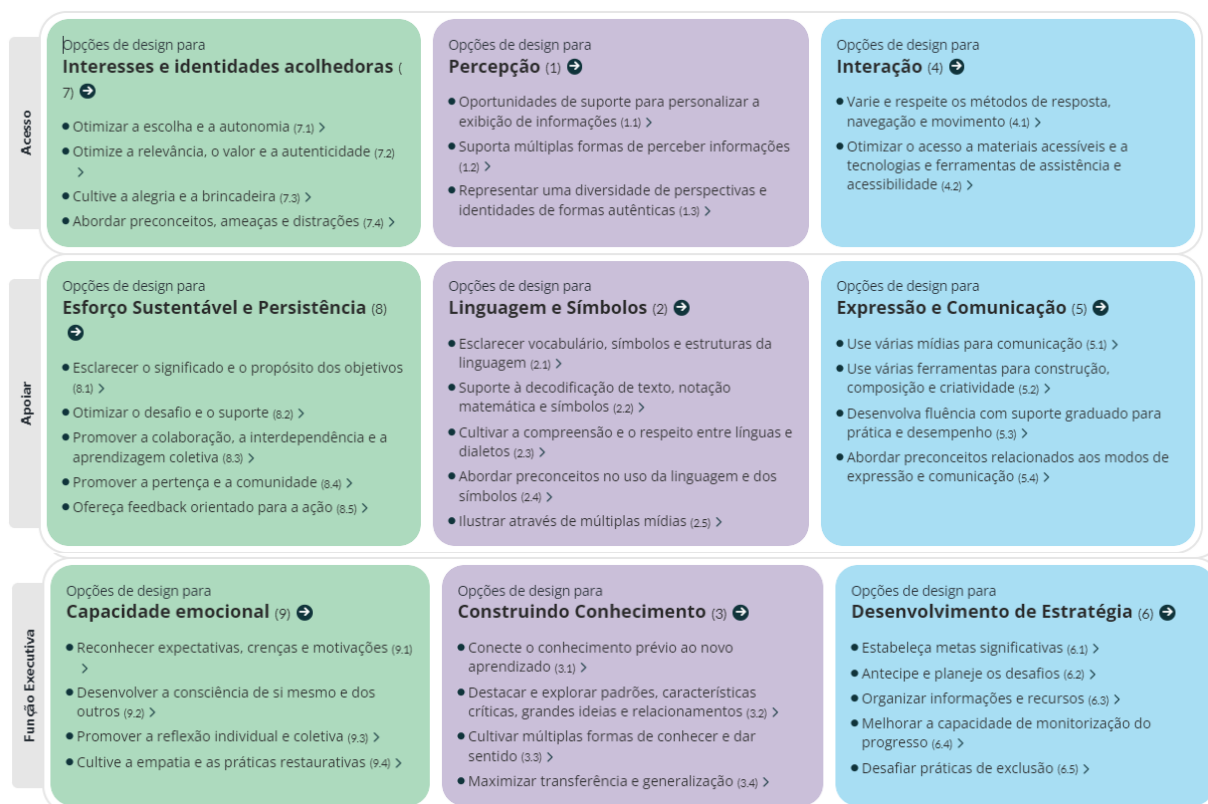 Acesso
Opções de design para
Interesses e identidades acolhedoras (
7)
Otimizar a escolha e a autonomia (7.1)
Otimize a relevância, o valor e a autenticidade (7.2)
Cultive a alegria e a brincadeira (7.3)
Abordar preconceitos, ameaças e distrações (7.4)
Opções de design para
Percepção (1)
Oportunidades de suporte para personalizar a
exibição de informações (1.1)
Suporta múltiplas formas de perceber informações
(1.2)
Representar uma diversidade de perspectivas e
identidades de formas autênticas (1.3)
Opções de design para
Interação (4)
Varie e respeite os métodos de resposta,
navegação e movimento (4.1)
Otimizar o acesso a materiais acessíveis e a
tecnologias e ferramentas de assistência e
acessibilidade (4.2)
Apoiar
Opções de design para
Esforço Sustentável e Persistência (8)
Esclarecer o significado e o propósito dos objetivos
(8.1)
Otimizar o desafio e o suporte (8.2)
Promover a colaboração, a interdependência e a
aprendizagem coletiva (8.3)
Promover a pertença e a comunidade (8.4)
Ofereça feedback orientado para a ação (8.5)
Opções de design para
Linguagem e Símbolos (2)
Esclarecer vocabulário, símbolos e estruturas da
linguagem (2.1)
Suporte à decodificação de texto, notação
matemática e símbolos (2.2)
Cultivar a compreensão e o respeito entre línguas e
dialetos (2.3)
Abordar preconceitos no uso da linguagem e dos
símbolos (2.4)
Ilustrar através de múltiplas mídias (2.5)
Opções de design para
Expressão e Comunicação (5)
Use várias mídias para comunicação (5.1)
Use várias ferramentas para construção,
composição e criatividade (5.2)
Desenvolva fluência com suporte graduado para
prática e desempenho (5.3)
Abordar preconceitos relacionados aos modos de
expressão e comunicação (5.4)
Função Executiva
Opções de design para
Capacidade emocional (9)
Reconhecer expectativas, crenças e motivações (9.1)
Desenvolver a consciência de si mesmo e dos
outros (9.2)
Promover a reflexão individual e coletiva (9.3)
Cultive a empatia e as práticas restaurativas (9.4)
Opções de design para
Construindo Conhecimento (3)
Conecte o conhecimento prévio ao novo
aprendizado (3.1)
Destacar e explorar padrões, características
críticas, grandes ideias e relacionamentos (3.2)
Cultivar múltiplas formas de conhecer e dar
sentido (3.3)
Maximizar transferência e generalização (3.4)
Opções de design para
Desenvolvimento de Estratégia (6)
Estabeleça metas significativas (6.1)
Antecipe e planeje os desafios (6.2)
Organizar informações e recursos (6.3)
Melhorar a capacidade de monitorização do
progresso (6.4)
Desafiar práticas de exclusão (6.5)